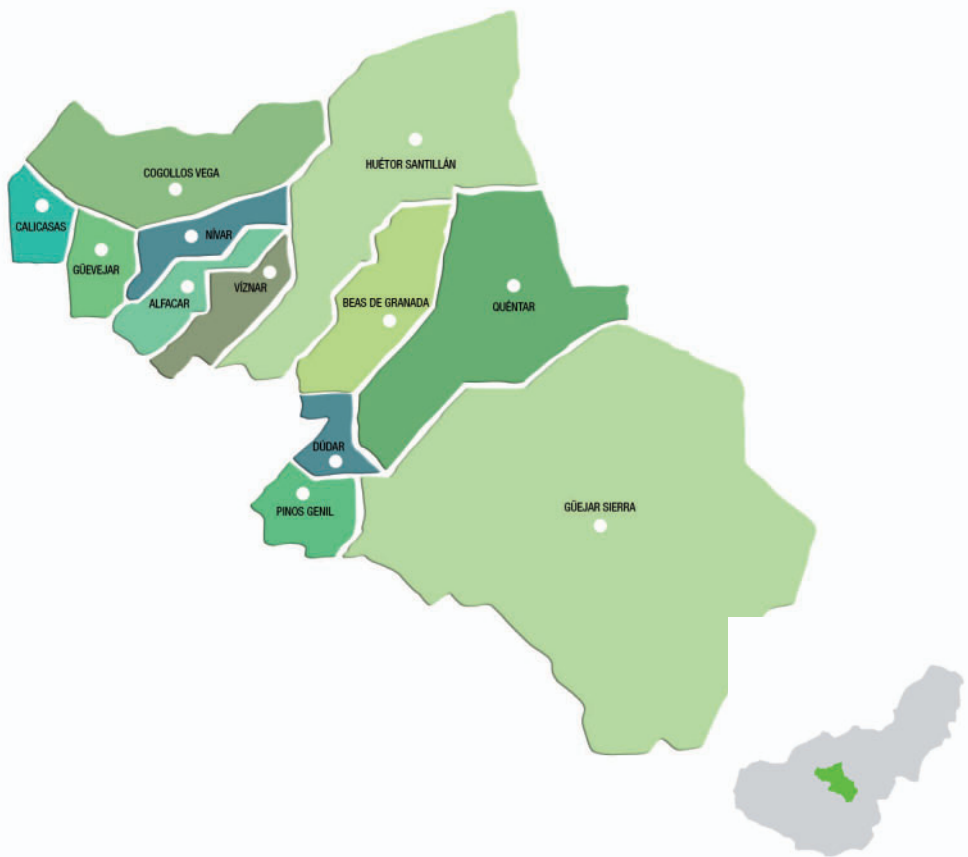 HUÉTOR SANTILLÁN
COGOLLOS VEGA
CALICASAS
NÍVAR
GÜEVEJAR
VÍZNAR
ALFACAR
BEAS DE GRANADA
QUÉNTAR
DÚDAR
PINOS GENIL
GÜEJAR SIERRA